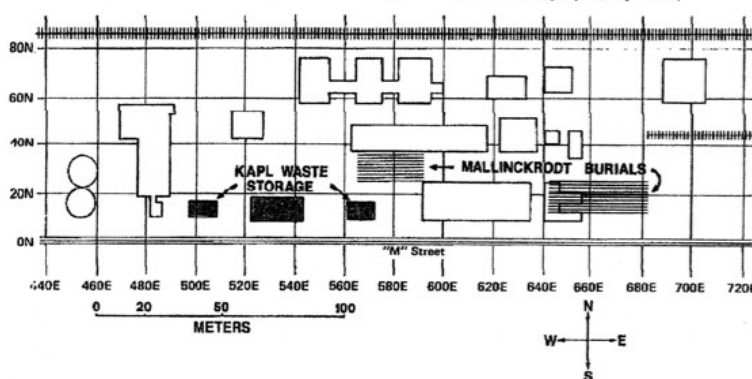 80N
60N
40N
20N
0N
KAPL WASTE
STORAGE
MALLINCKRODT BURIALS
"M" Street
440E 460E 480E 500E 520E 540E 560E 580E 600E 620E 640E 660E 680E 700E 720E
0 20 50 100
METERS
N
W E
S